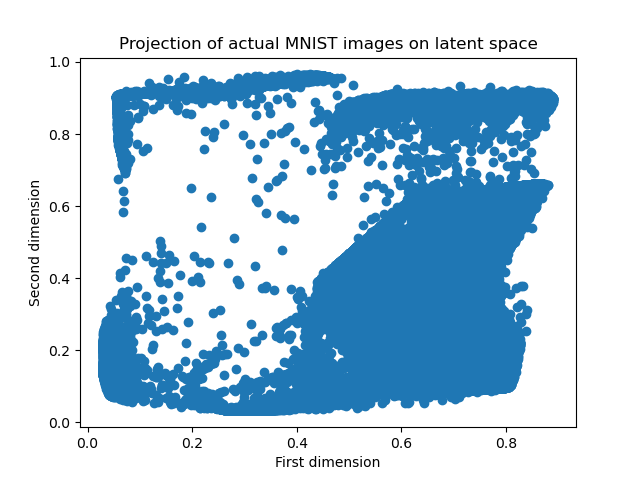 Projection of actual MNIST images on latent space
1.0
0.8
0.6
0.4
0.2
0.0
Second dimension
0.0 0.2 0.4 0.6 0.8
First dimension